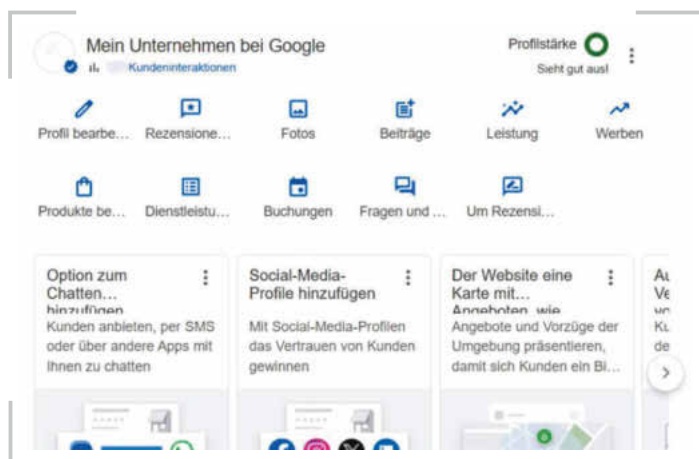 Mein Unternehmen bei Google
Kundeninteraktionen
Profilstärke
Sieht gut aus!
Profil bearbe...
Rezensione...
Fotos
Beiträge
Leistung
Werben
Produkte be...
Dienstleistu...
Buchungen
Fragen und ...
Um Rezensi...
Option zum
Chatten...
hinzufügen
Kunden anbieten, per SMS
oder über andere Apps mit
Ihnen zu chatten
Social-Media-
Profile hinzufügen
Mit Social-Media-Profilen
das Vertrauen von Kunden
gewinnen
Der Website eine
Karte mit...
Angeboten, wie
Angebote und Vorzüge der
Umgebung präsentieren,
damit sich Kunden ein Bi...